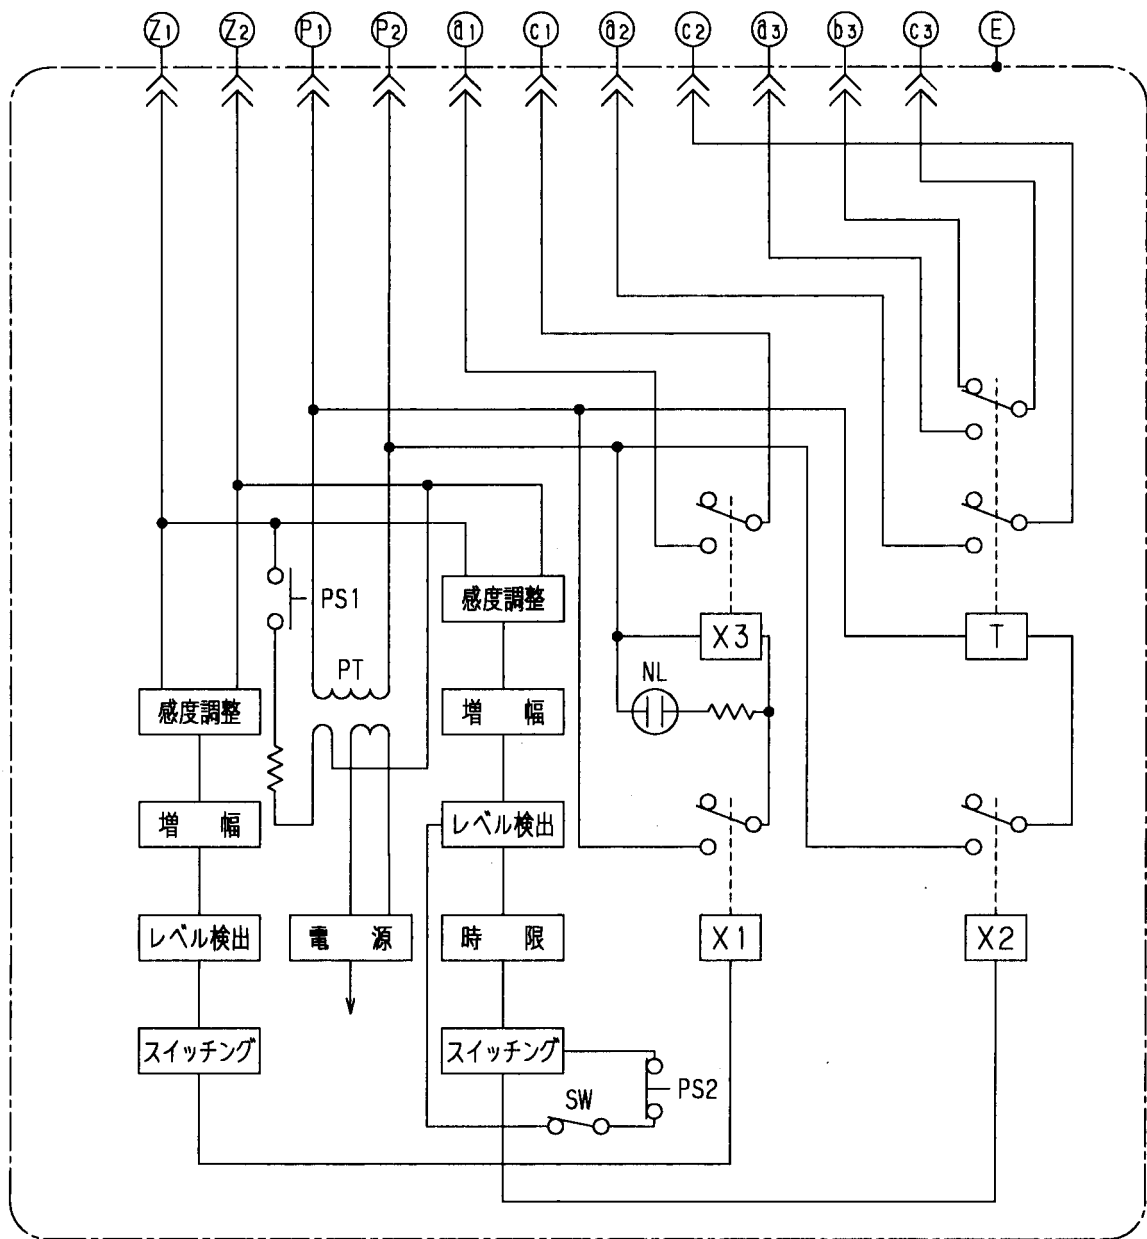 Z1 Z2 P1 P2 a1 c1 a2 c2 a3 b3 c3 E
PS1
感度調整
X3
T
PT
NL
感度調整
増 幅
増 幅
レベル検出
レベル検出
電 源
時 限
X1
X2
スイッチング
スイッチング
SW
PS2